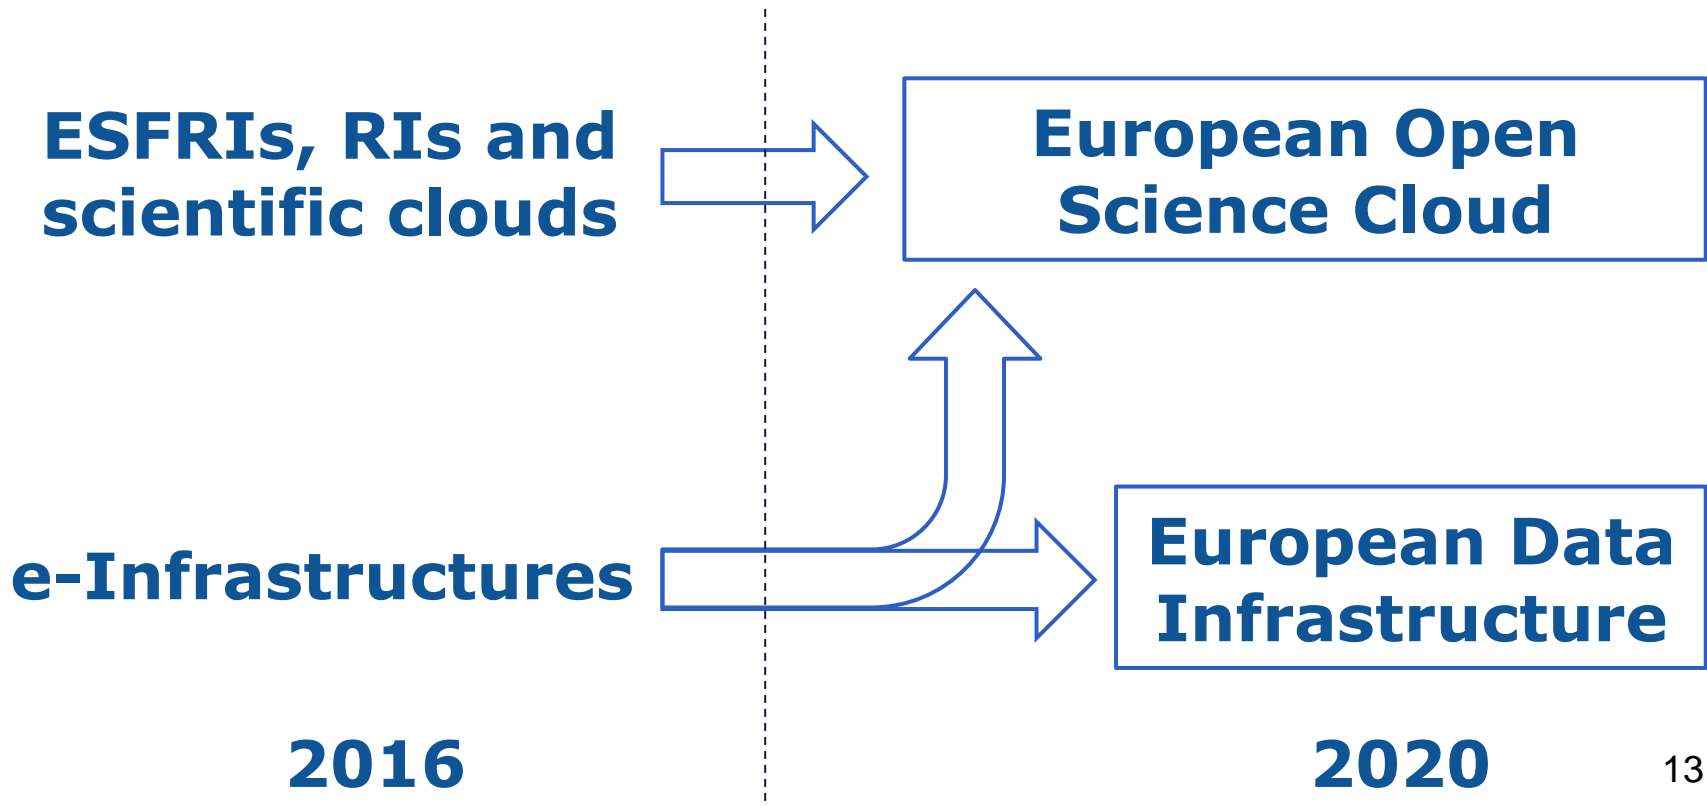 ESFRIs, RIs and
scientific clouds
European Open
Science Cloud
e-Infrastructures
European Data
Infrastructure
2016
2020
13